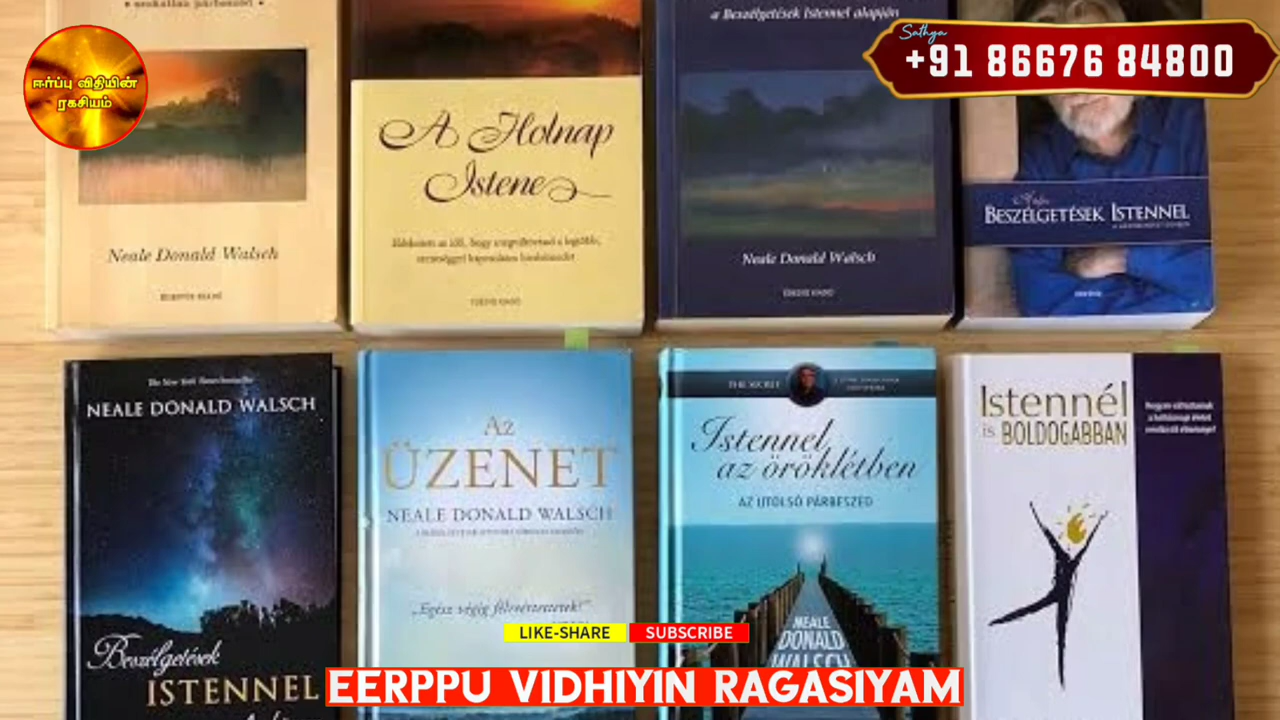 ஈர்ப்பு விதியின்
ரகசியம்
Sathya
+91 86676 84800
Neale Donald Walsch
A Holnap
Istene
a Beszélgetések Istennel alapján
Neale Donald Walsch
BESZÉLGETÉSEK ISTENNEL
NEALE DONALD WALSCH
Beszélgetések
ISTENNEL
Az
ÜZENET
NEALE DONALD WALSCH
„Egész végig félreértettetek!”
THE SECRET
Istennel
az öröklétben
AZ UTOLSÓ PÁRBESZÉD
NEALE
DONALD
WALSCH
Istennél
is BOLDOGABBAN
LIKE-SHARE
SUBSCRIBE
EERPPU VIDHIYIN RAGASIYAM